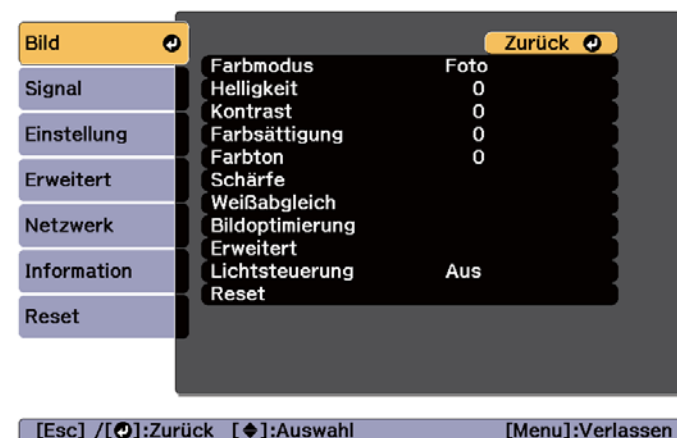 Bild
Signal
Einstellung
Erweitert
Netzwerk
Information
Reset
Zurück
Farbmodus Foto
Helligkeit 0
Kontrast 0
Farbsättigung 0
Farbton 0
Schärfe
Weißabgleich
Bildoptimierung
Erweitert
Lichtsteuerung Aus
Reset
[Esc] /[⏎]:Zurück [◆]:Auswahl [Menu]:Verlassen